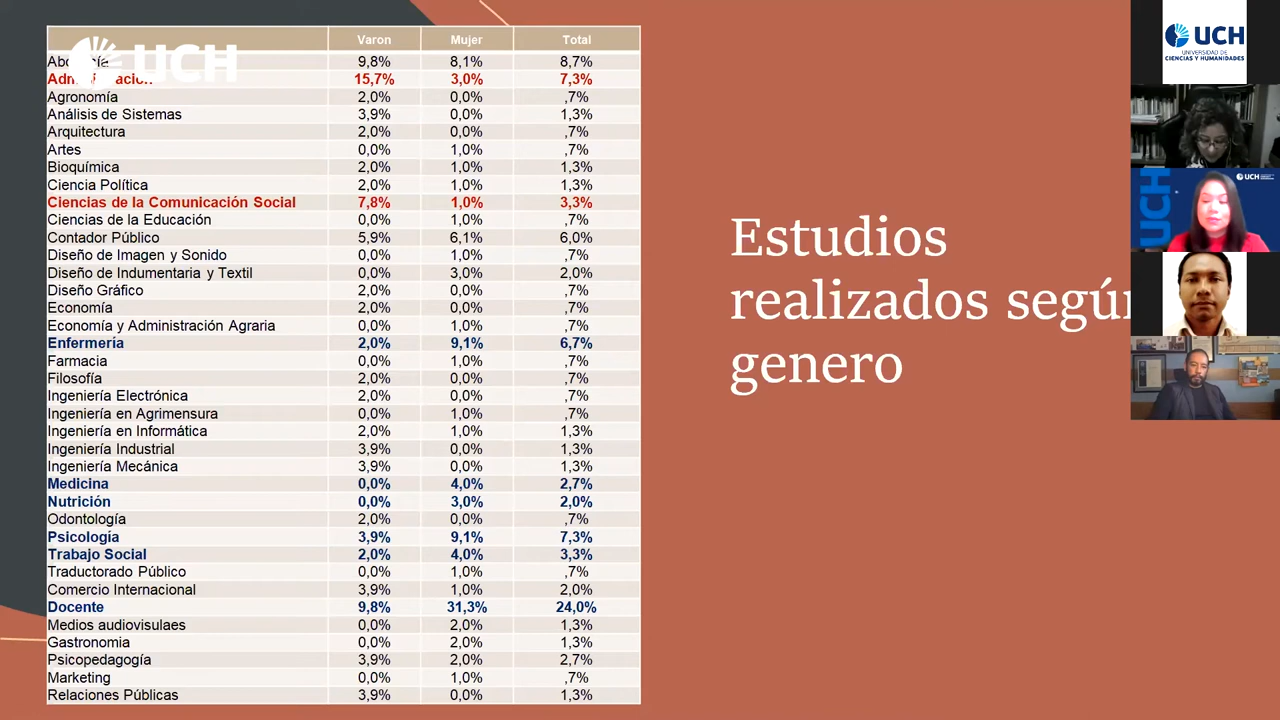 Varon Mujer Total
Abogacía 9,8% 8,1% 8,7%
Administración 15,7% 3,0% 7,3%
Agronomía 2,0% 0,0% ,7%
Análisis de Sistemas 3,9% 0,0% 1,3%
Arquitectura 2,0% 0,0% ,7%
Artes 0,0% 1,0% ,7%
Bioquímica 2,0% 1,0% 1,3%
Ciencia Política 2,0% 1,0% 1,3%
Ciencias de la Comunicación Social 7,8% 1,0% 3,3%
Ciencias de la Educación 0,0% 1,0% ,7%
Contador Público 5,9% 6,1% 6,0%
Diseño de Imagen y Sonido 0,0% 1,0% ,7%
Diseño de Indumentaria y Textil 0,0% 3,0% 2,0%
Diseño Gráfico 2,0% 0,0% ,7%
Economía 2,0% 0,0% ,7%
Economía y Administración Agraria 0,0% 1,0% ,7%
Enfermería 2,0% 9,1% 6,7%
Farmacia 0,0% 1,0% ,7%
Filosofía 2,0% 0,0% ,7%
Ingeniería Electrónica 2,0% 0,0% ,7%
Ingeniería en Agrimensura 0,0% 1,0% ,7%
Ingeniería en Informática 2,0% 1,0% 1,3%
Ingeniería Industrial 3,9% 0,0% 1,3%
Ingeniería Mecánica 3,9% 0,0% 1,3%
Medicina 0,0% 4,0% 2,7%
Nutrición 0,0% 3,0% 2,0%
Odontología 2,0% 0,0% ,7%
Psicología 3,9% 9,1% 7,3%
Trabajo Social 2,0% 4,0% 3,3%
Traductorado Público 0,0% 1,0% ,7%
Comercio Internacional 3,9% 1,0% 2,0%
Docente 9,8% 31,3% 24,0%
Medios audiovisulaes 0,0% 2,0% 1,3%
Gastronomia 0,0% 2,0% 1,3%
Psicopedagogía 3,9% 2,0% 2,7%
Marketing 0,0% 1,0% ,7%
Relaciones Públicas 3,9% 0,0% 1,3%
UCH
Estudios
realizados según
genero
UCH
UNIVERSIDAD DE
CIENCIAS Y HUMANIDADES
UCH
UCH